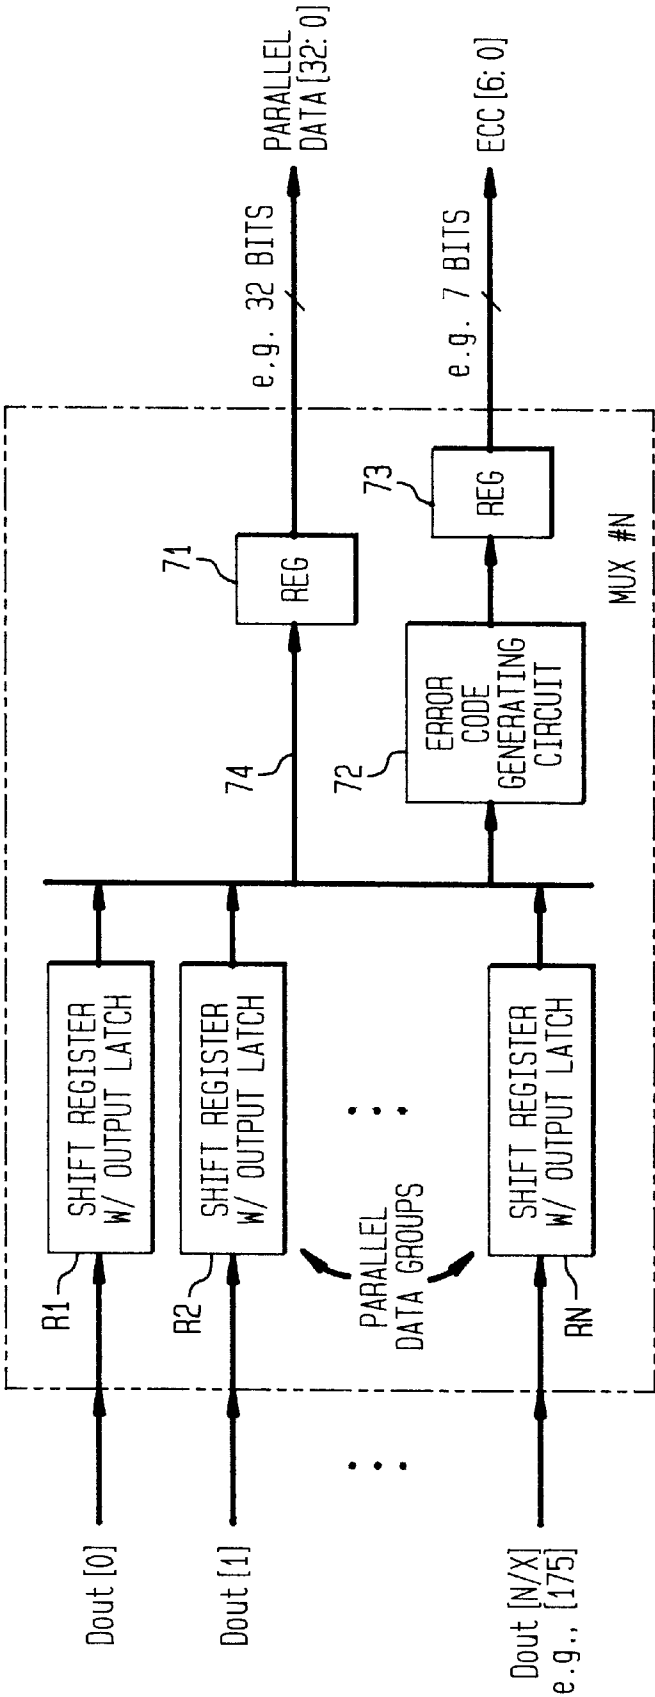 Dout [0]
R1
SHIFT REGISTER
W/ OUTPUT LATCH
Dout [1]
R2
SHIFT REGISTER
W/ OUTPUT LATCH
...
PARALLEL
DATA GROUPS
...
Dout [N/X]
e.g., [175]
RN
SHIFT REGISTER
W/ OUTPUT LATCH
74
71
REG
e.g. 32 BITS
PARALLEL
DATA [32: 0]
72
ERROR
CODE
GENERATING
CIRCUIT
73
REG
e.g. 7 BITS
ECC [6: 0]
MUX #N